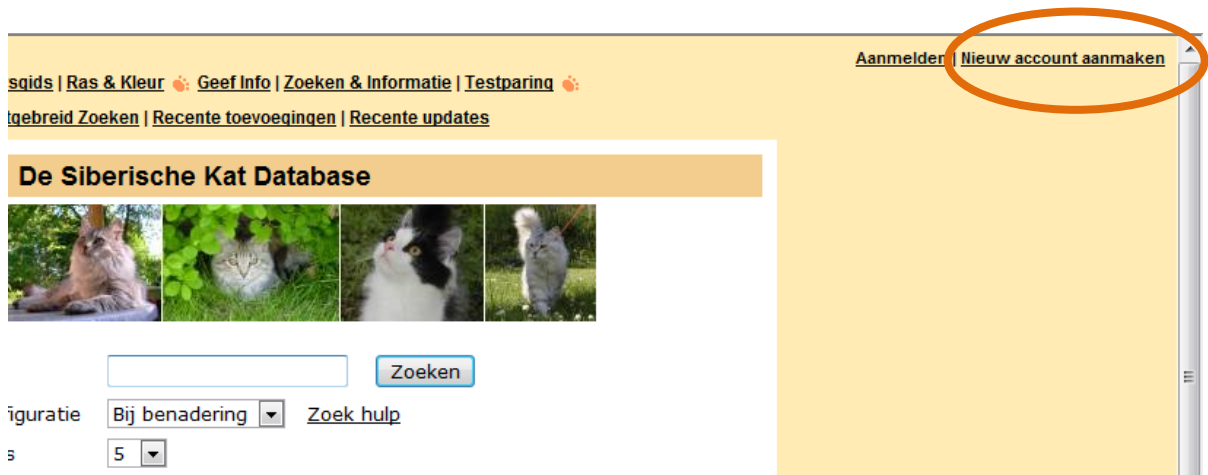 Aanmelden | Nieuw account aanmaken
sgids | Ras & Kleur Geef Info | Zoeken & Informatie | Testparing
tgebreid Zoeken | Recente toevoegingen | Recente updates
De Siberische Kat Database
Zoeken
figuratie Bij benadering Zoek hulp
s 5